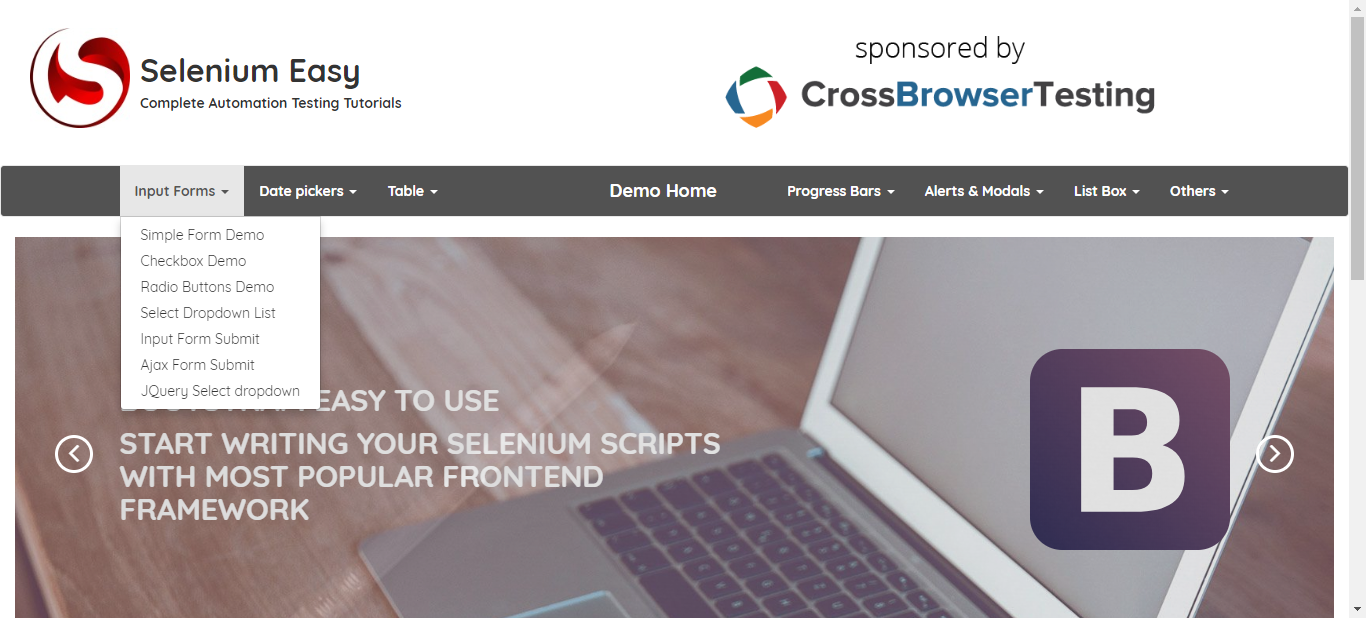 Selenium Easy
Complete Automation Testing Tutorials
sponsored by
CrossBrowserTesting
Input Forms
Date pickers
Table
Demo Home
Progress Bars
Alerts & Modals
List Box
Others
Simple Form Demo
Checkbox Demo
Radio Buttons Demo
Select Dropdown List
Input Form Submit
Ajax Form Submit
JQuery Select dropdown
EASY TO USE
START WRITING YOUR SELENIUM SCRIPTS
WITH MOST POPULAR FRONTEND
FRAMEWORK
B